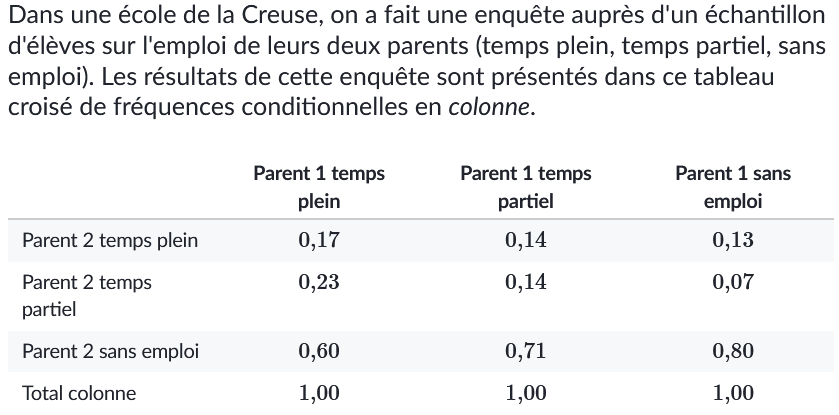 Dans une école de la Creuse, on a fait une enquête auprès d'un échantillon
d'élèves sur l'emploi de leurs deux parents (temps plein, temps partiel, sans
emploi). Les résultats de cette enquête sont présentés dans ce tableau
croisé de fréquences conditionnelles en colonne.
Parent 1 temps plein Parent 1 temps partiel Parent 1 sans emploi
Parent 2 temps plein 0,17 0,14 0,13
Parent 2 temps partiel 0,23 0,14 0,07
Parent 2 sans emploi 0,60 0,71 0,80
Total colonne 1,00 1,00 1,00